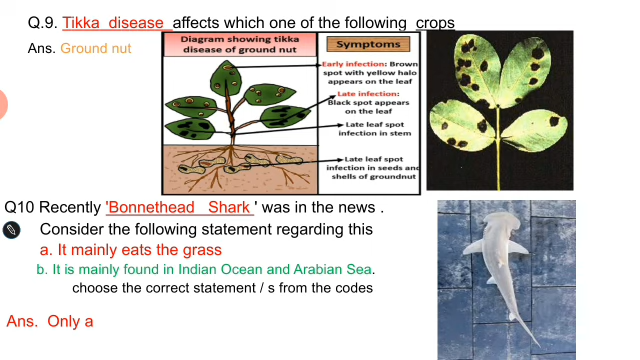 Q.9. Tikka disease affects which one of the following crops
Ans. Ground nut
Diagram showing tikka
disease of ground nut
Symptoms
Early infection: Brown
spot with yellow halo
appears on the leaf
Late infection:
Black spot appears
on the leaf
Late leaf spot
infection in stem
Late leaf spot
infection in seeds and
shells of groundnut
Q10 Recently 'Bonnethead Shark' was in the news .
Consider the following statement regarding this
a. It mainly eats the grass
b. It is mainly found in Indian Ocean and Arabian Sea.
choose the correct statement / s from the codes
Ans. Only a